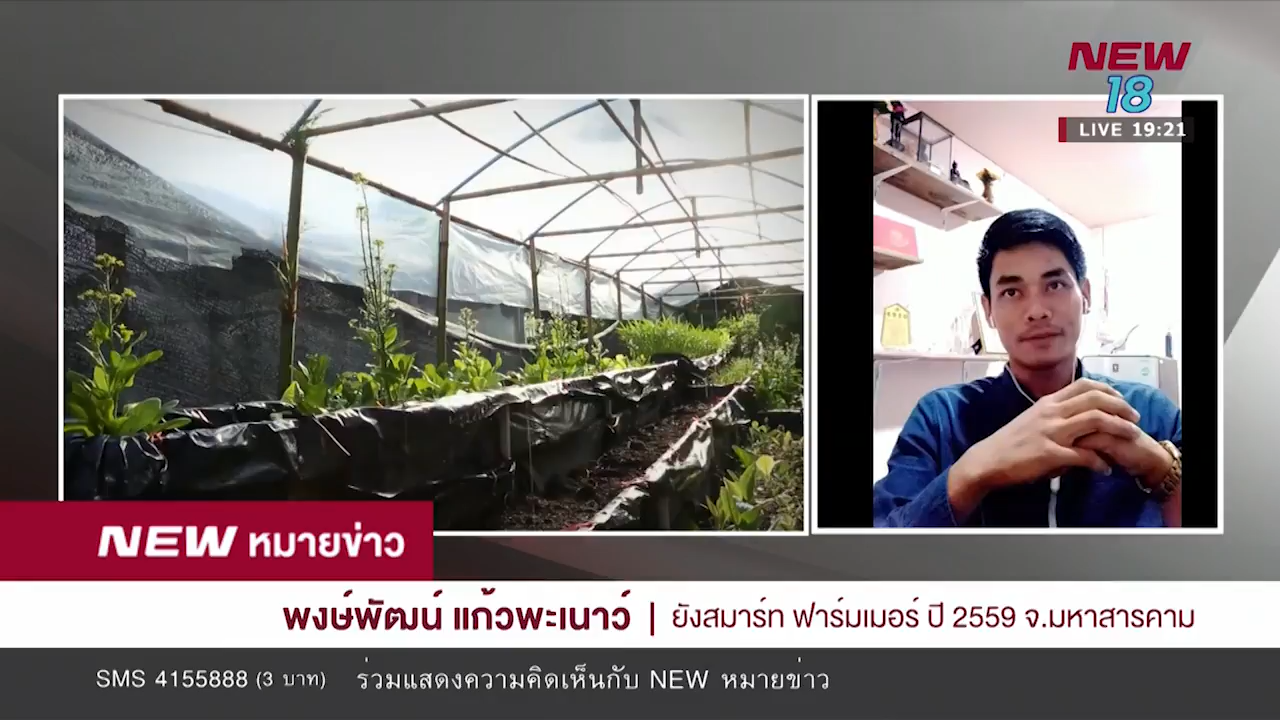 NEW
18
LIVE 19:21
NEW หมายข่าว
พงษ์พัฒน์ แก้วพะเนาว์ | ยังสมาร์ท ฟาร์มเมอร์ ปี 2559 จ.มหาสารคาม
SMS 4155888 (3 บาท) ร่วมแสดงความคิดเห็นกับ NEW หมายข่าว